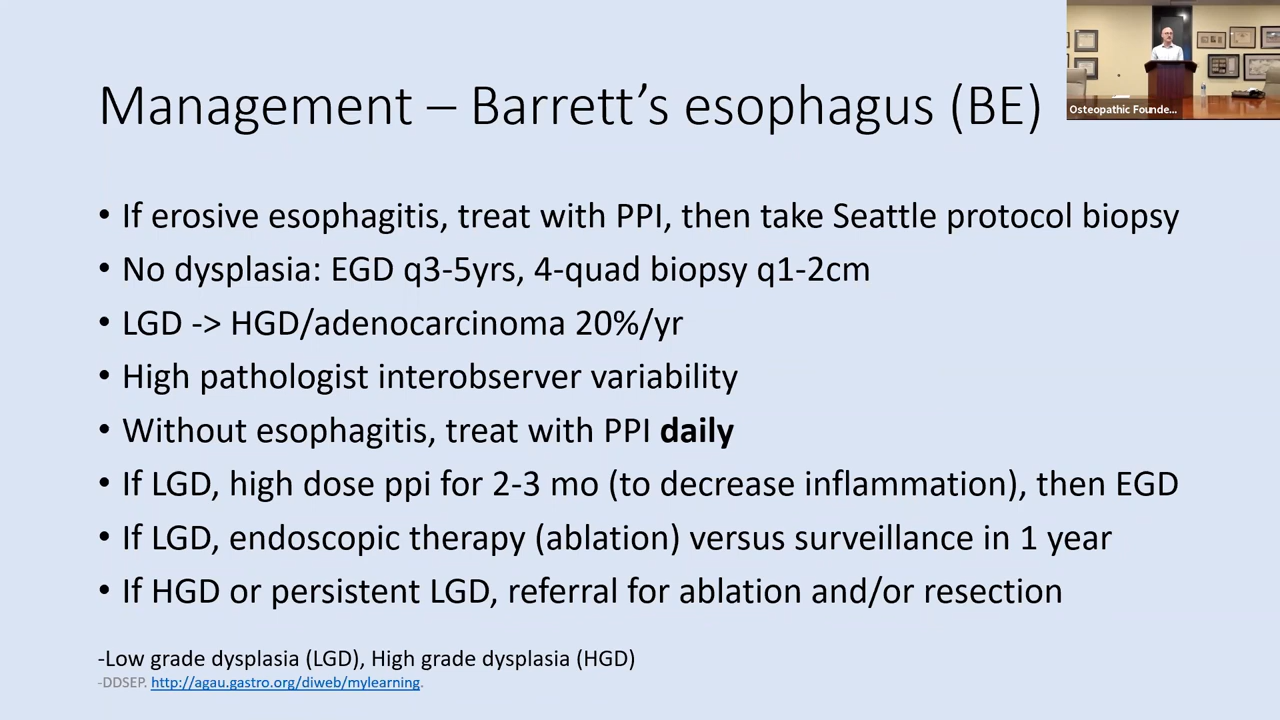 Management – Barrett's esophagus (BE)
Osteopathic Founde...
• If erosive esophagitis, treat with PPI, then take Seattle protocol biopsy
• No dysplasia: EGD q3-5yrs, 4-quad biopsy q1-2cm
• LGD -> HGD/adenocarcinoma 20%/yr
• High pathologist interobserver variability
• Without esophagitis, treat with PPI daily
• If LGD, high dose ppi for 2-3 mo (to decrease inflammation), then EGD
• If LGD, endoscopic therapy (ablation) versus surveillance in 1 year
• If HGD or persistent LGD, referral for ablation and/or resection
-Low grade dysplasia (LGD), High grade dysplasia (HGD)
-DDSEP. http://agau.gastro.org/diweb/mylearning.